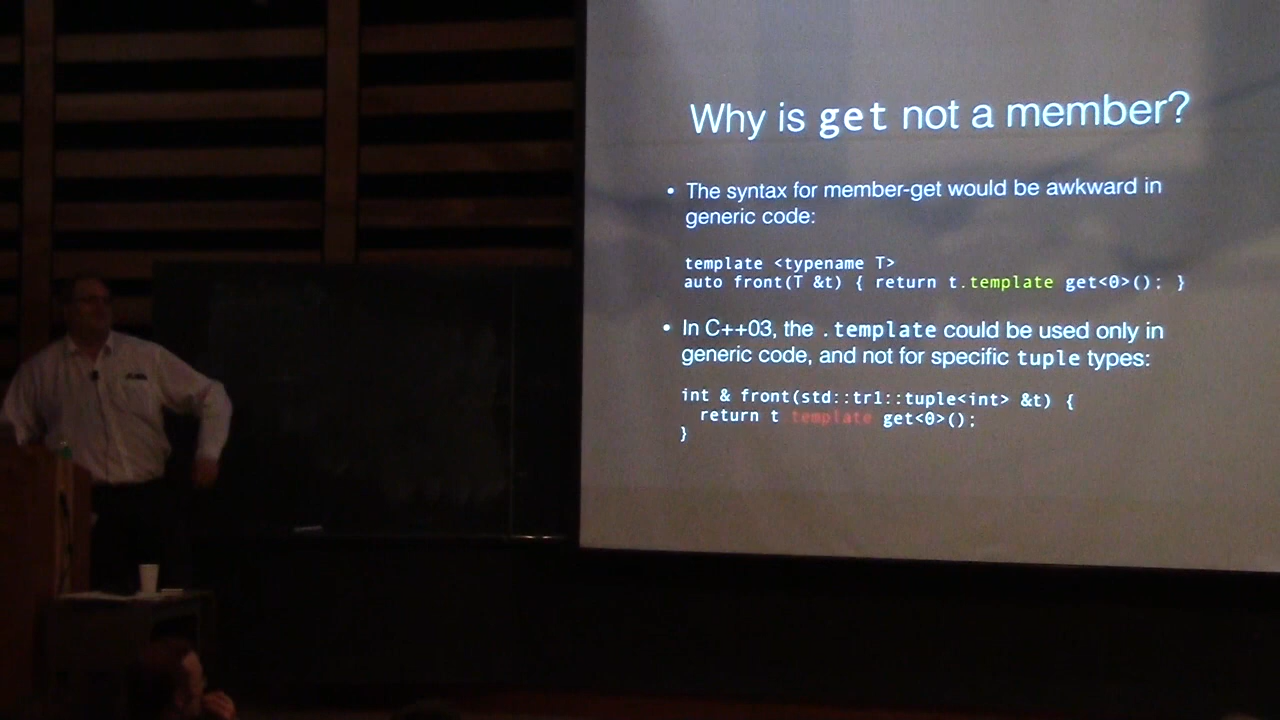 Why is get not a member?
• The syntax for member-get would be awkward in
generic code:
template <typename T>
auto front(T &t) { return t.template get<0>(); }
• In C++03, the .template could be used only in
generic code, and not for specific tuple types:
int & front(std::tr1::tuple<int> &t) {
return t template get<0>();
}